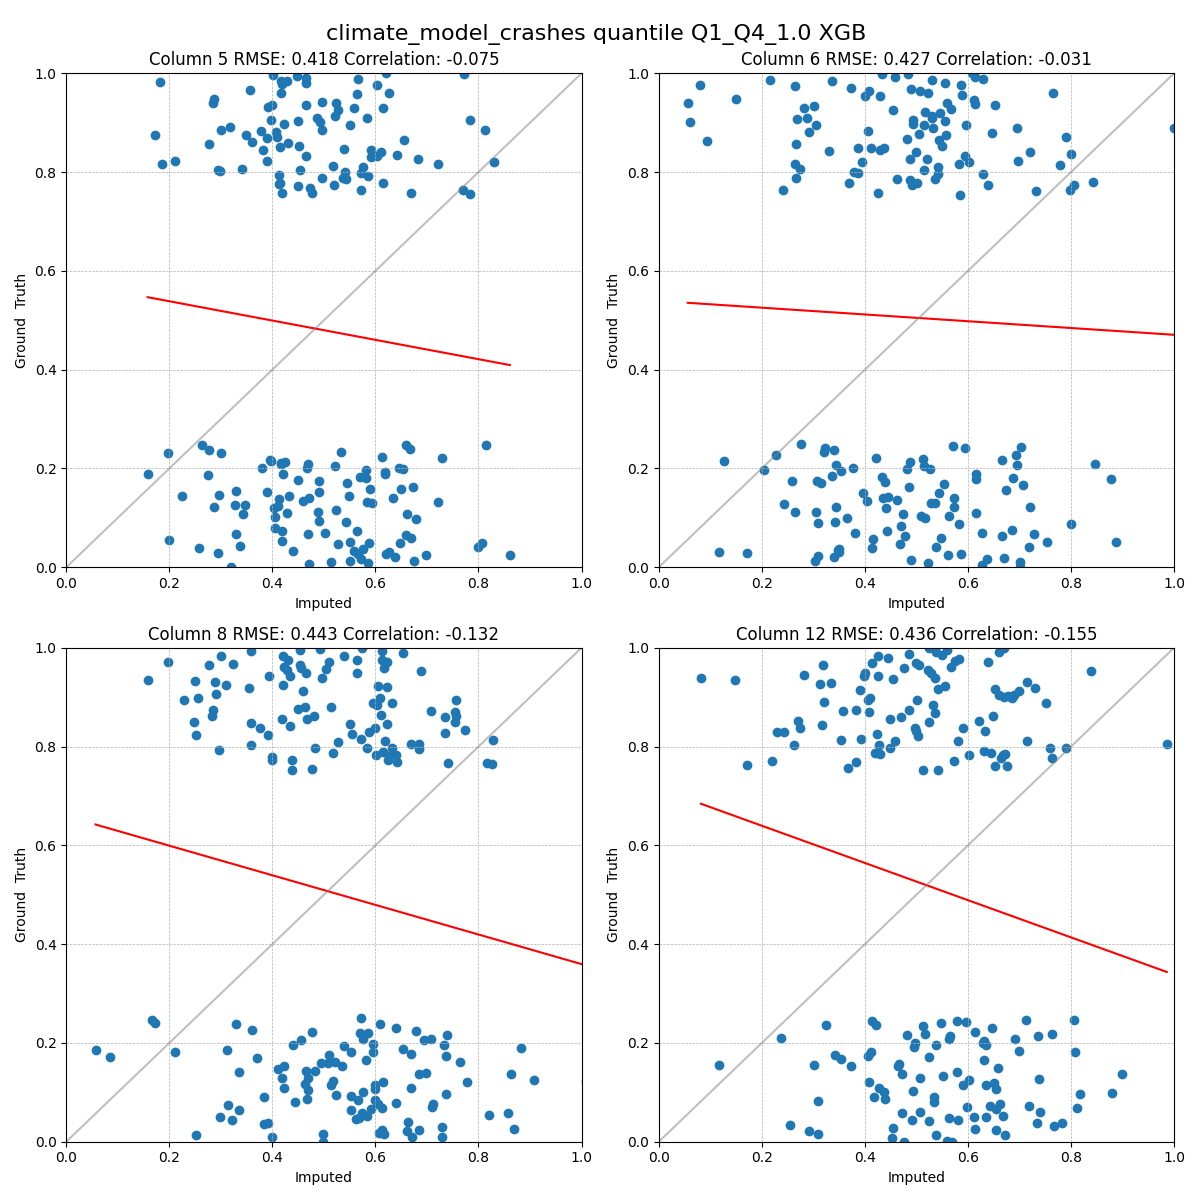 climate_model_crashes quantile Q1_Q4_1.0 XGB
Column 5 RMSE: 0.418 Correlation: -0.075
1.0
0.8
0.6
0.4
0.2
0.0
Ground Truth
0.0 0.2 0.4 0.6 0.8 1.0
Imputed
Column 6 RMSE: 0.427 Correlation: -0.031
1.0
0.8
0.6
0.4
0.2
0.0
Ground Truth
0.0 0.2 0.4 0.6 0.8 1.0
Imputed
Column 8 RMSE: 0.443 Correlation: -0.132
1.0
0.8
0.6
0.4
0.2
0.0
Ground Truth
0.0 0.2 0.4 0.6 0.8 1.0
Imputed
Column 12 RMSE: 0.436 Correlation: -0.155
1.0
0.8
0.6
0.4
0.2
0.0
Ground Truth
0.0 0.2 0.4 0.6 0.8 1.0
Imputed